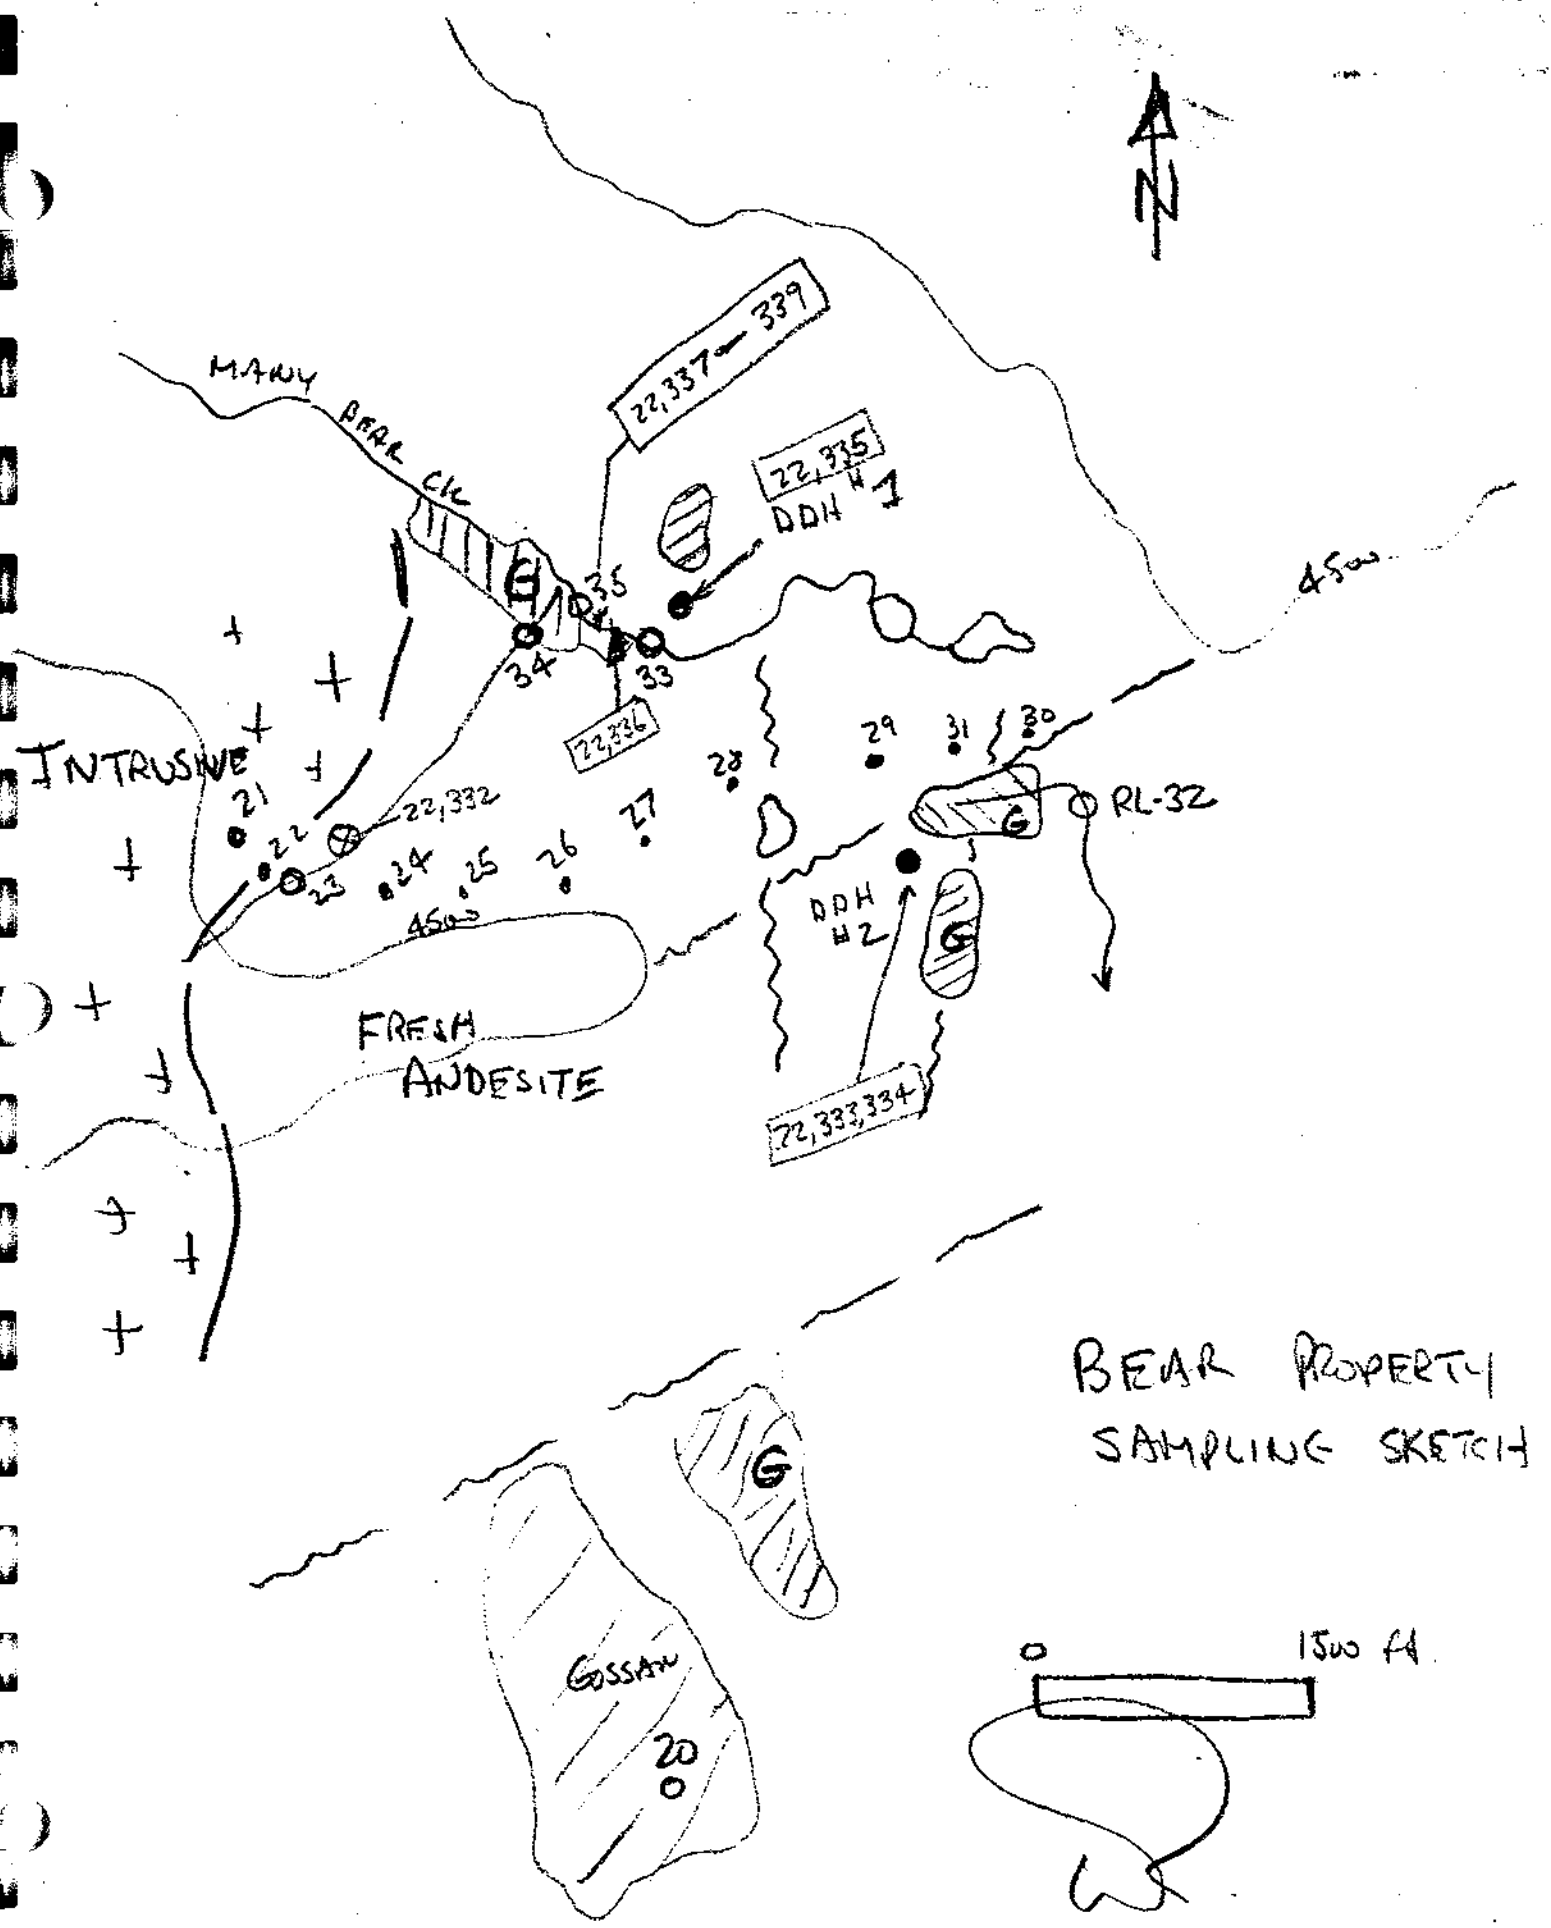 N
22,337 – 339
MANY BEAR CK
22,335
DDH #1
4500
G
35
34
33
22,336
INTRUSIVE
21
22
23
22,332
24
25
26
27
28
29
31
30
G
RL-32
4500
DDH
#2
G
FRESH
ANDESITE
22,333,334
BEAR PROPERTY
SAMPLING SKETCH
G
GOSSAN
20
0
1500 ft.